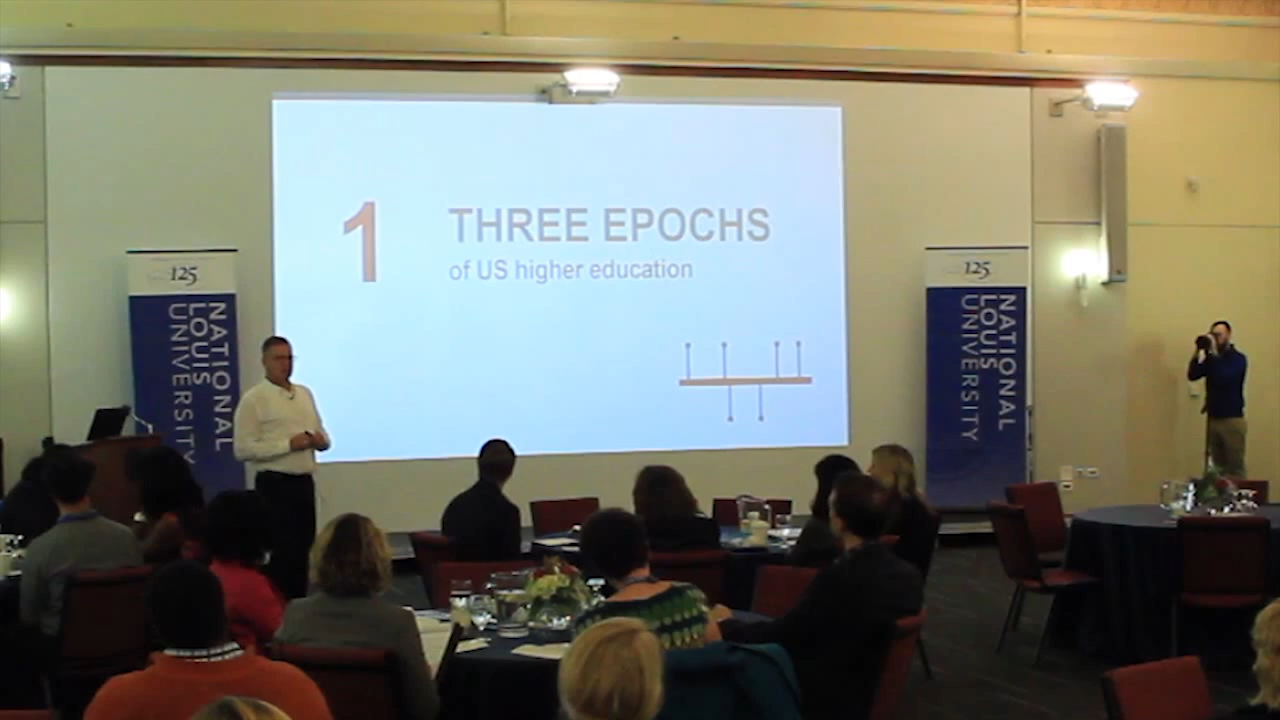 1
THREE EPOCHS
of US higher education
125
NATIONAL
LOUIS
UNIVERSITY
125
NATIONAL
LOUIS
UNIVERSITY